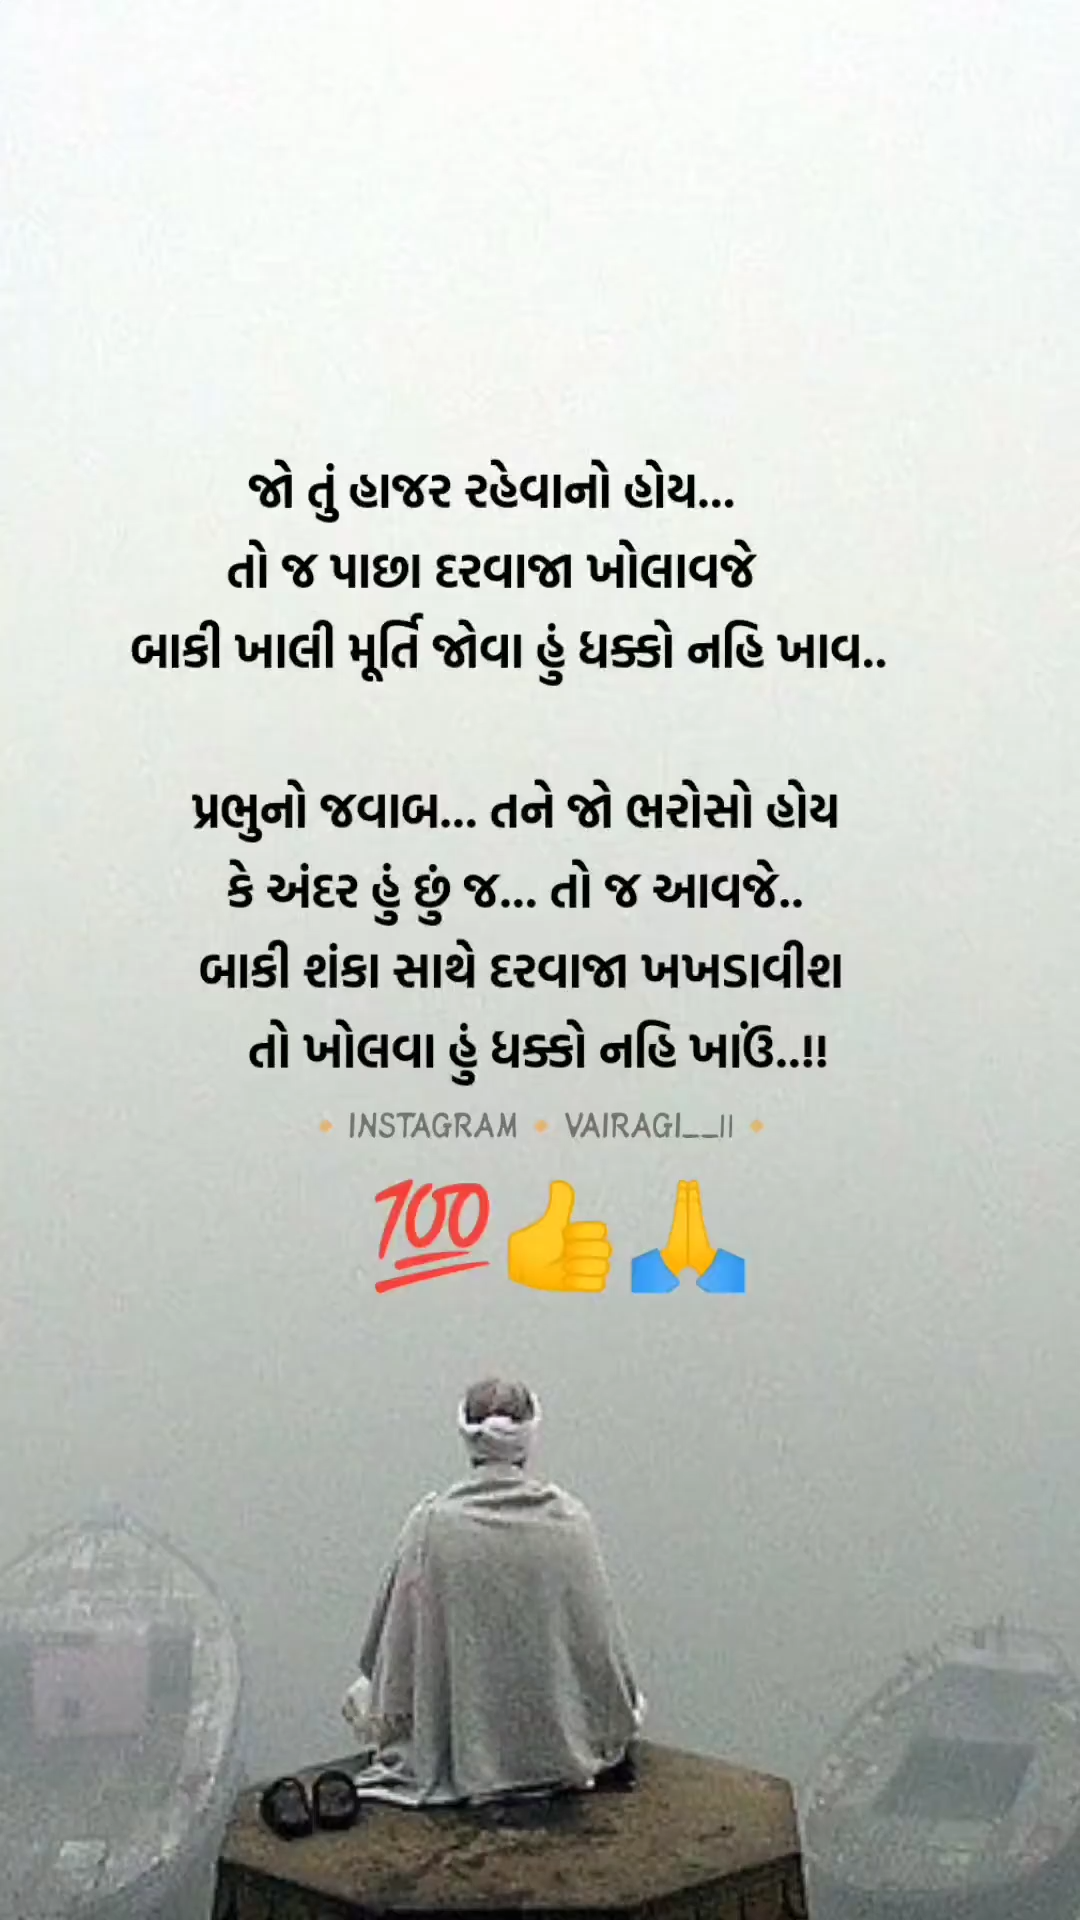 જો તું હાજર રહેવાનો હોય...
તો જ પાછા દરવાજા ખોલાવજે
બાકી ખાલી મૂર્તિ જોવા હું ધક્કો નહિ ખાવ..
પ્રભુનો જવાબ... તને જો ભરોસો હોય
કે અંદર હું છું જ... તો જ આવજે..
બાકી શંકા સાથે દરવાજા ખખડાવીશ
તો ખોલવા હું ધક્કો નહિ ખાઉં..!!
🔸 INSTAGRAM 🔸 VAIRAGI__II 🔸
💯👍🙏